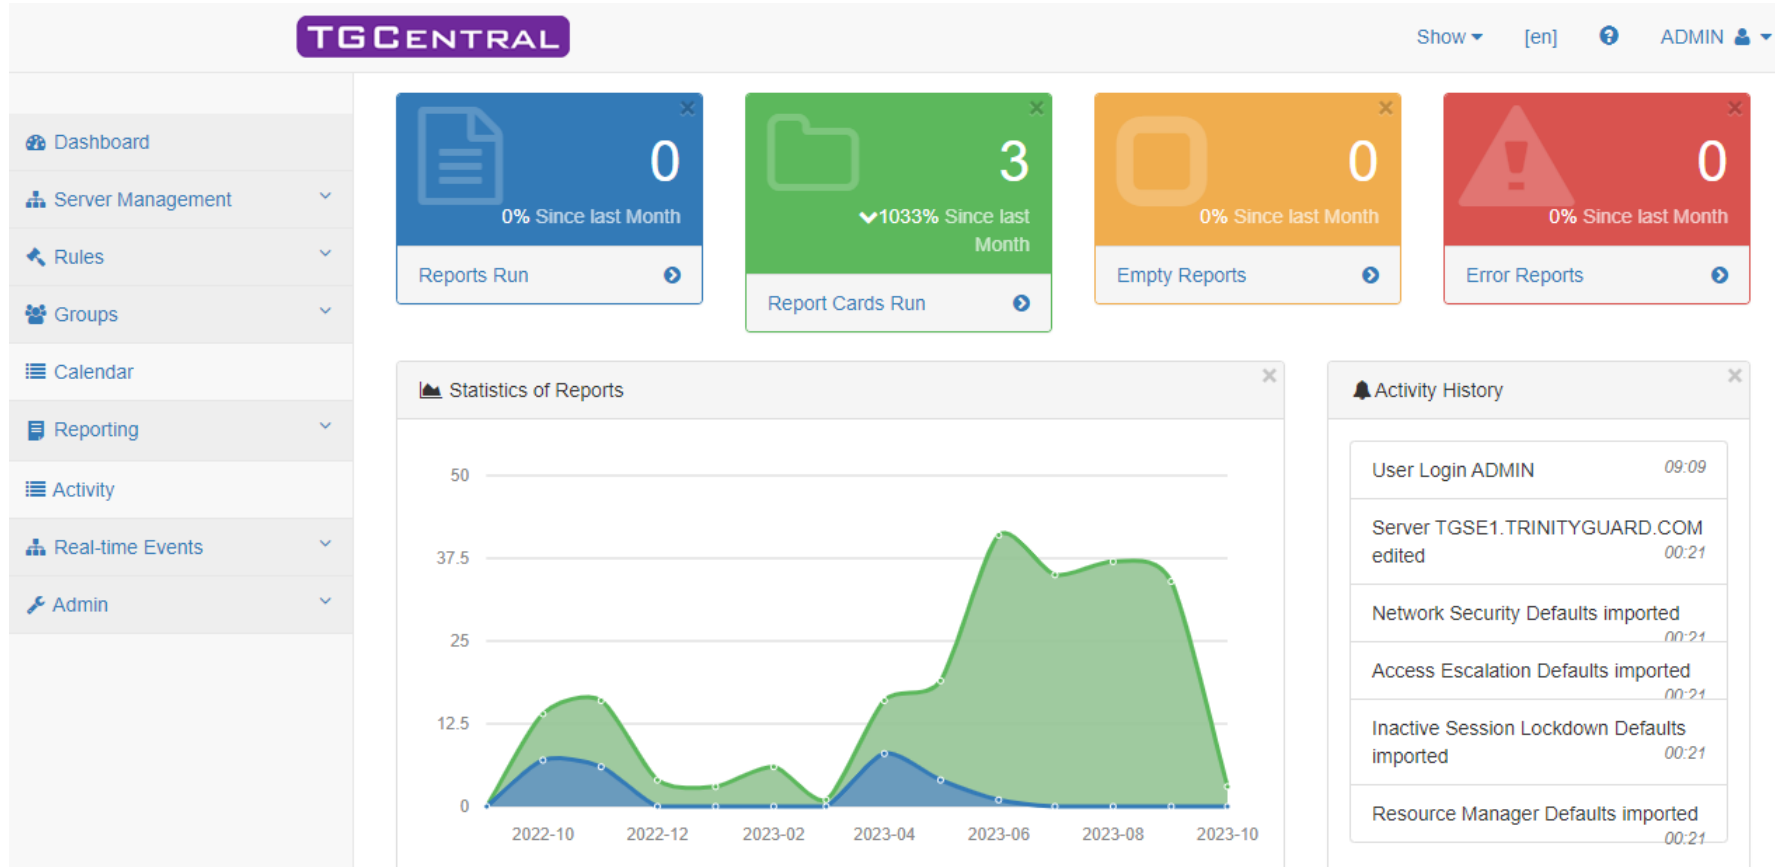 TGCENTRAL
Show
[en]
ADMIN
Dashboard
Server Management
Rules
Groups
Calendar
Reporting
Activity
Real-time Events
Admin
0
0% Since last Month
Reports Run
3
1033% Since last
Month
Report Cards Run
0
0% Since last Month
Empty Reports
0
0% Since last Month
Error Reports
Statistics of Reports
50
37.5
25
12.5
0
2022-10
2022-12
2023-02
2023-04
2023-06
2023-08
2023-10
Activity History
User Login ADMIN 09:09
Server TGSE1.TRINITYGUARD.COM
edited 00:21
Network Security Defaults imported
00:21
Access Escalation Defaults imported
00:21
Inactive Session Lockdown Defaults
imported 00:21
Resource Manager Defaults imported
00:21